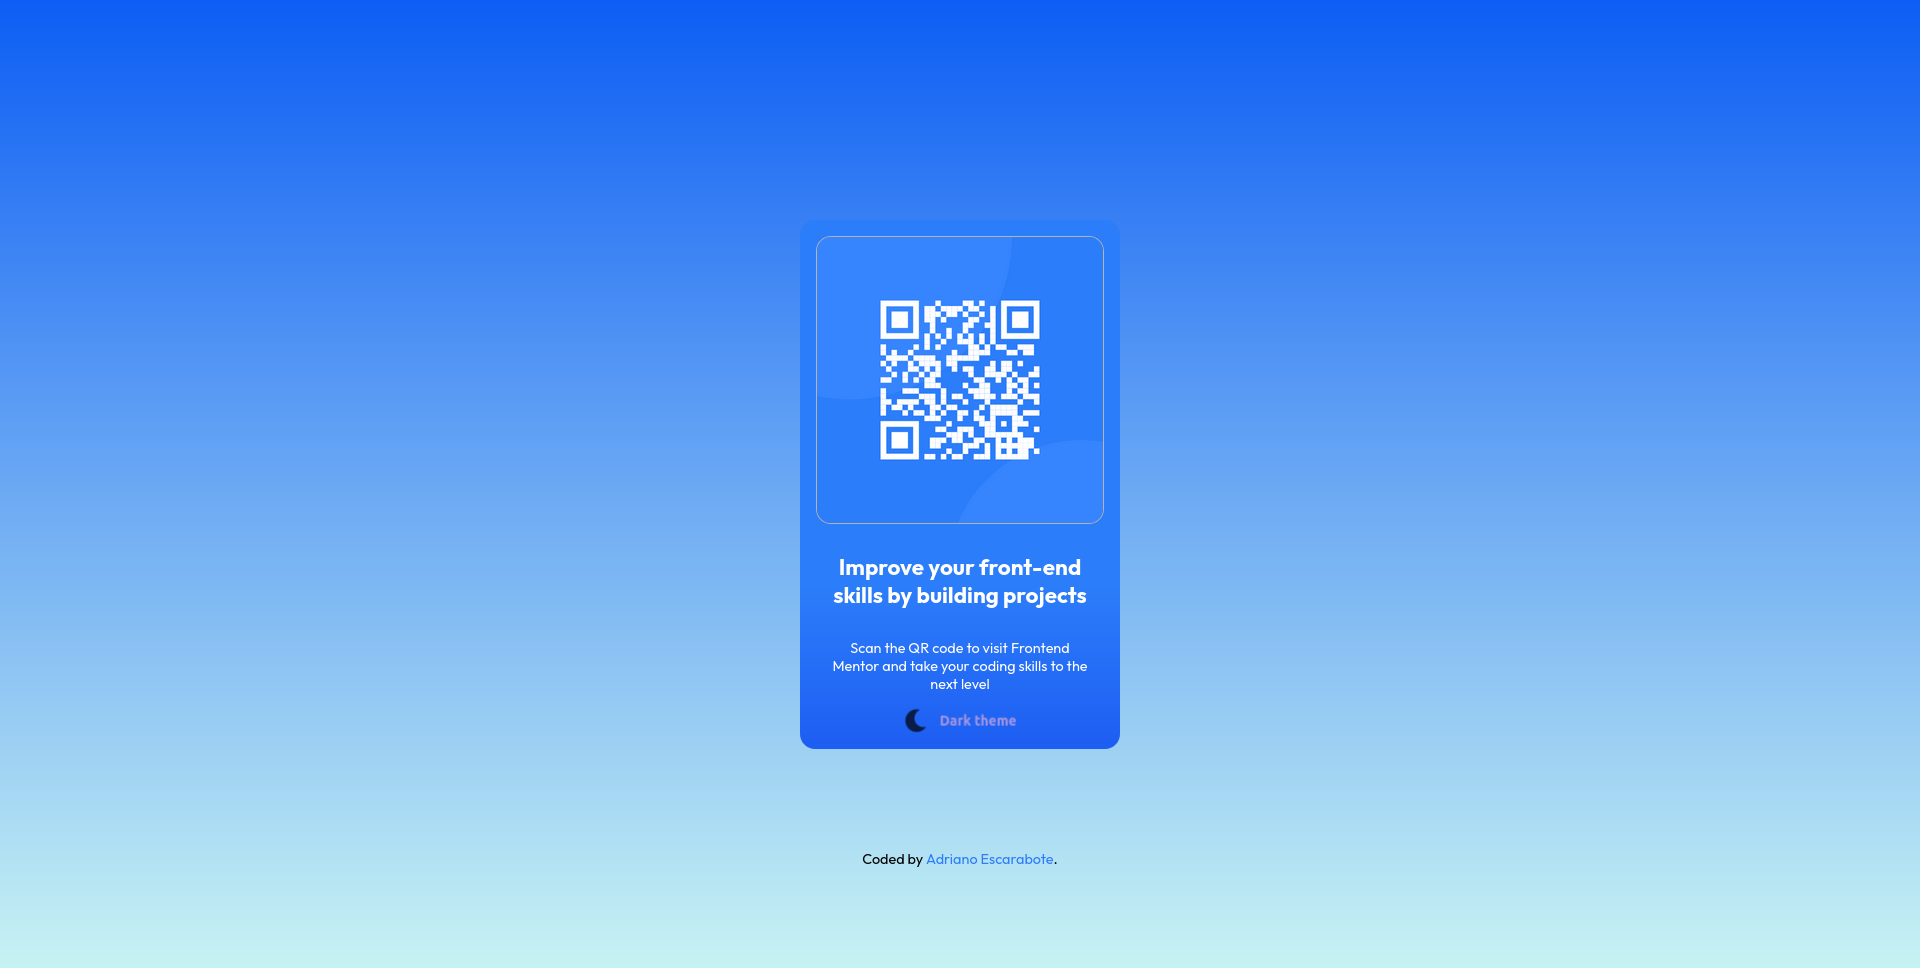 Improve your front-end
skills by building projects
Scan the QR code to visit Frontend
Mentor and take your coding skills to the
next level
Dark theme
Coded by Adriano Escarabote.